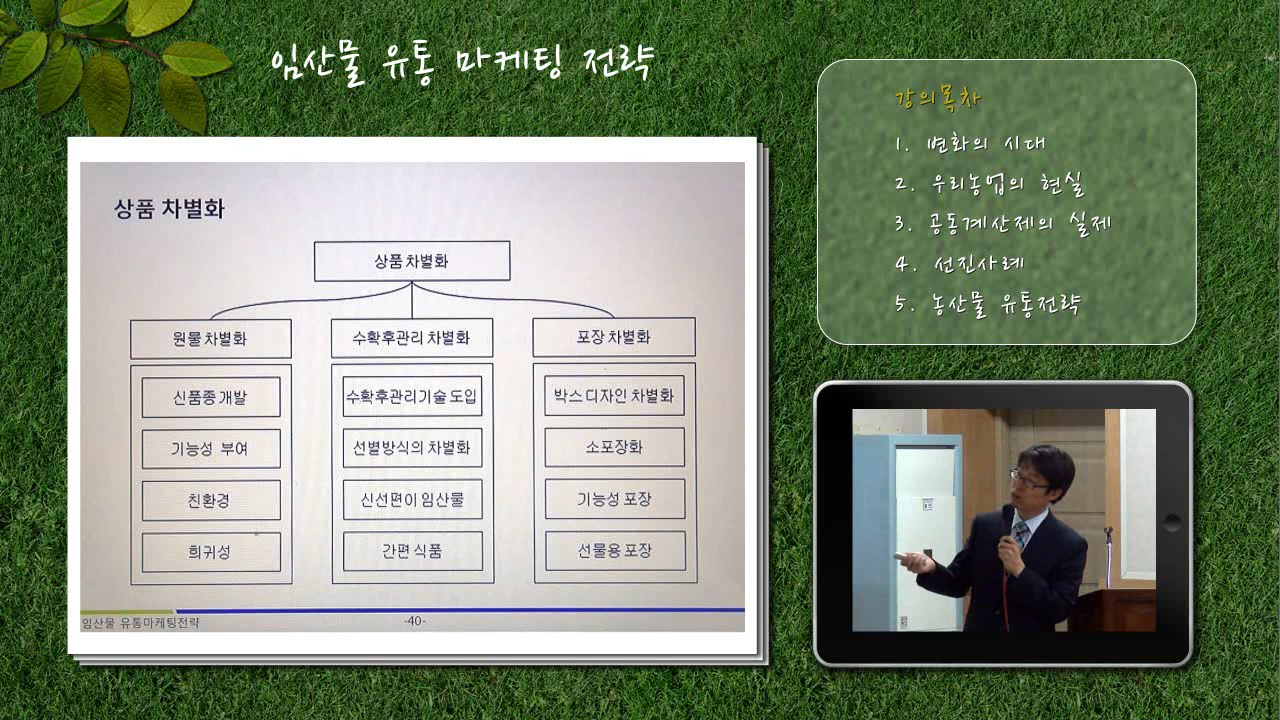 임산물 유통 마케팅 전략
강의목차
1. 변화의 시대
2. 우리농업의 현실
3. 공동계산제의 실제
4. 선진사례
5. 농산물 유통전략
상품 차별화
상품 차별화
원물 차별화
신품종 개발
기능성 부여
친환경
희귀성
수확후관리 차별화
수확후관리기술 도입
선별방식의 차별화
신선편이 임산물
간편 식품
포장 차별화
박스 디자인 차별화
소포장화
기능성 포장
선물용 포장
임산물 유통마케팅전략
-40-